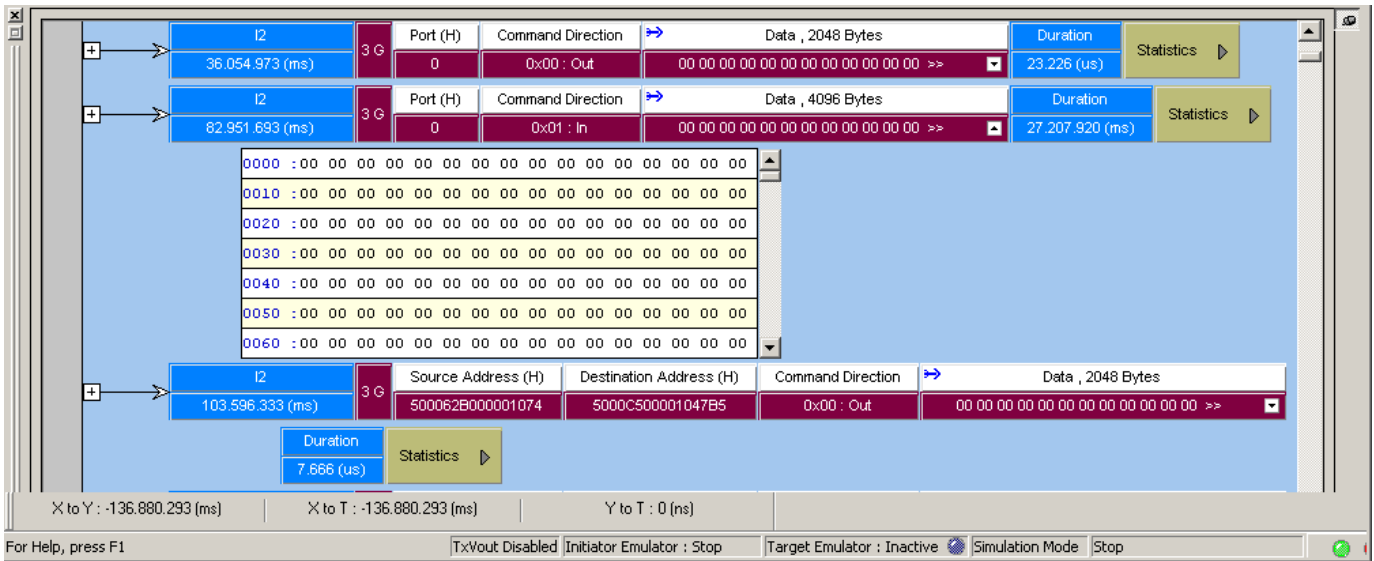 I2 3 G Port (H) Command Direction Data , 2048 Bytes Duration Statistics
36.054.973 (ms) 0 0x00 : Out 00 00 00 00 00 00 00 00 00 00 00 00 >> 23.226 (us)
I2 3 G Port (H) Command Direction Data , 4096 Bytes Duration Statistics
82.951.693 (ms) 0 0x01 : In 00 00 00 00 00 00 00 00 00 00 00 00 >> 27.207.920 (ms)
0000 :00 00 00 00 00 00 00 00 00 00 00 00 00 00 00 00
0010 :00 00 00 00 00 00 00 00 00 00 00 00 00 00 00 00
0020 :00 00 00 00 00 00 00 00 00 00 00 00 00 00 00 00
0030 :00 00 00 00 00 00 00 00 00 00 00 00 00 00 00 00
0040 :00 00 00 00 00 00 00 00 00 00 00 00 00 00 00 00
0050 :00 00 00 00 00 00 00 00 00 00 00 00 00 00 00 00
0060 :00 00 00 00 00 00 00 00 00 00 00 00 00 00 00 00
I2 3 G Source Address (H) Destination Address (H) Command Direction Data , 2048 Bytes
103.596.333 (ms) 500062B000001074 5000C500001047B5 0x00 : Out 00 00 00 00 00 00 00 00 00 00 00 00 >>
Duration Statistics
7.666 (us)
X to Y : -136.880.293 (ms) X to T : -136.880.293 (ms) Y to T : 0 (ns)
For Help, press F1 TxVout Disabled Initiator Emulator : Stop Target Emulator : Inactive Simulation Mode Stop